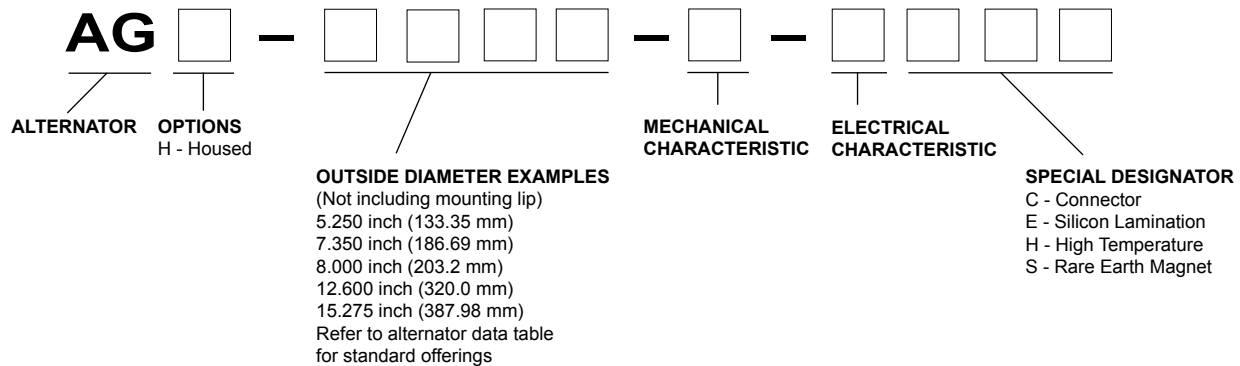 AG
ALTERNATOR
OPTIONS
H - Housed
OUTSIDE DIAMETER EXAMPLES
(Not including mounting lip)
5.250 inch (133.35 mm)
7.350 inch (186.69 mm)
8.000 inch (203.2 mm)
12.600 inch (320.0 mm)
15.275 inch (387.98 mm)
Refer to alternator data table
for standard offerings
MECHANICAL
CHARACTERISTIC
ELECTRICAL
CHARACTERISTIC
SPECIAL DESIGNATOR
C - Connector
E - Silicon Lamination
H - High Temperature
S - Rare Earth Magnet